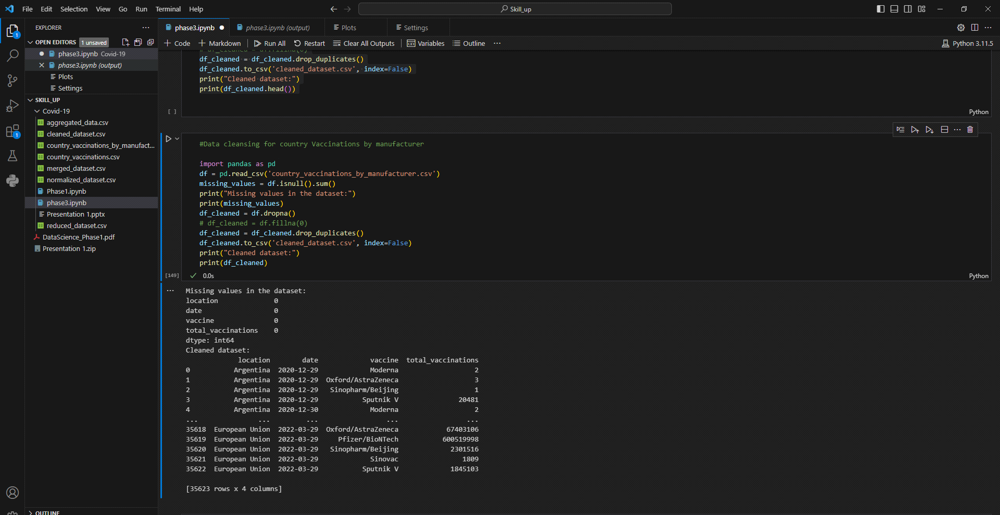 File Edit Selection View Go Run Terminal Help
Skill_up
EXPLORER
OPEN EDITORS 1 unsaved
phase3.ipynb Covid-19
phase3.ipynb (output)
Plots
Settings
SKILL_UP
Covid-19
aggregated_data.csv
cleaned_dataset.csv
country_vaccinations_by_manufact...
country_vaccinations.csv
merged_dataset.csv
normalized_dataset.csv
Phase1.ipynb
phase3.ipynb
Presentation 1.pptx
reduced_dataset.csv
DataScience_Phase1.pdf
Presentation 1.zip
OUTLINE
1
1
phase3.ipynb
phase3.ipynb (output)
Plots
Settings
Code Markdown Run All Restart Clear All Outputs Variables Outline ...
Python 3.11.5
# df_cleaned = df.fillna(0)
df_cleaned = df_cleaned.drop_duplicates()
df_cleaned.to_csv('cleaned_dataset.csv', index=False)
print("Cleaned dataset:")
print(df_cleaned.head())
[ ]
Python
#Data cleansing for country Vaccinations by manufacturer
import pandas as pd
df = pd.read_csv('country_vaccinations_by_manufacturer.csv')
missing_values = df.isnull().sum()
print("Missing values in the dataset:")
print(missing_values)
df_cleaned = df.dropna()
# df_cleaned = df.fillna(0)
df_cleaned = df_cleaned.drop_duplicates()
df_cleaned.to_csv('cleaned_dataset.csv', index=False)
print("Cleaned dataset:")
print(df_cleaned)
[149] 0.0s
Python
Missing values in the dataset:
location 0
date 0
vaccine 0
total_vaccinations 0
dtype: int64
Cleaned dataset:
location date vaccine total_vaccinations
0 Argentina 2020-12-29 Moderna 2
1 Argentina 2020-12-29 Oxford/AstraZeneca 3
2 Argentina 2020-12-29 Sinopharm/Beijing 1
3 Argentina 2020-12-29 Sputnik V 20481
4 Argentina 2020-12-30 Moderna 2
... ... ... ... ...
35618 European Union 2022-03-29 Oxford/AstraZeneca 67403106
35619 European Union 2022-03-29 Pfizer/BioNTech 600519998
35620 European Union 2022-03-29 Sinopharm/Beijing 2301516
35621 European Union 2022-03-29 Sinovac 1809
35622 European Union 2022-03-29 Sputnik V 1845103
[35623 rows x 4 columns]